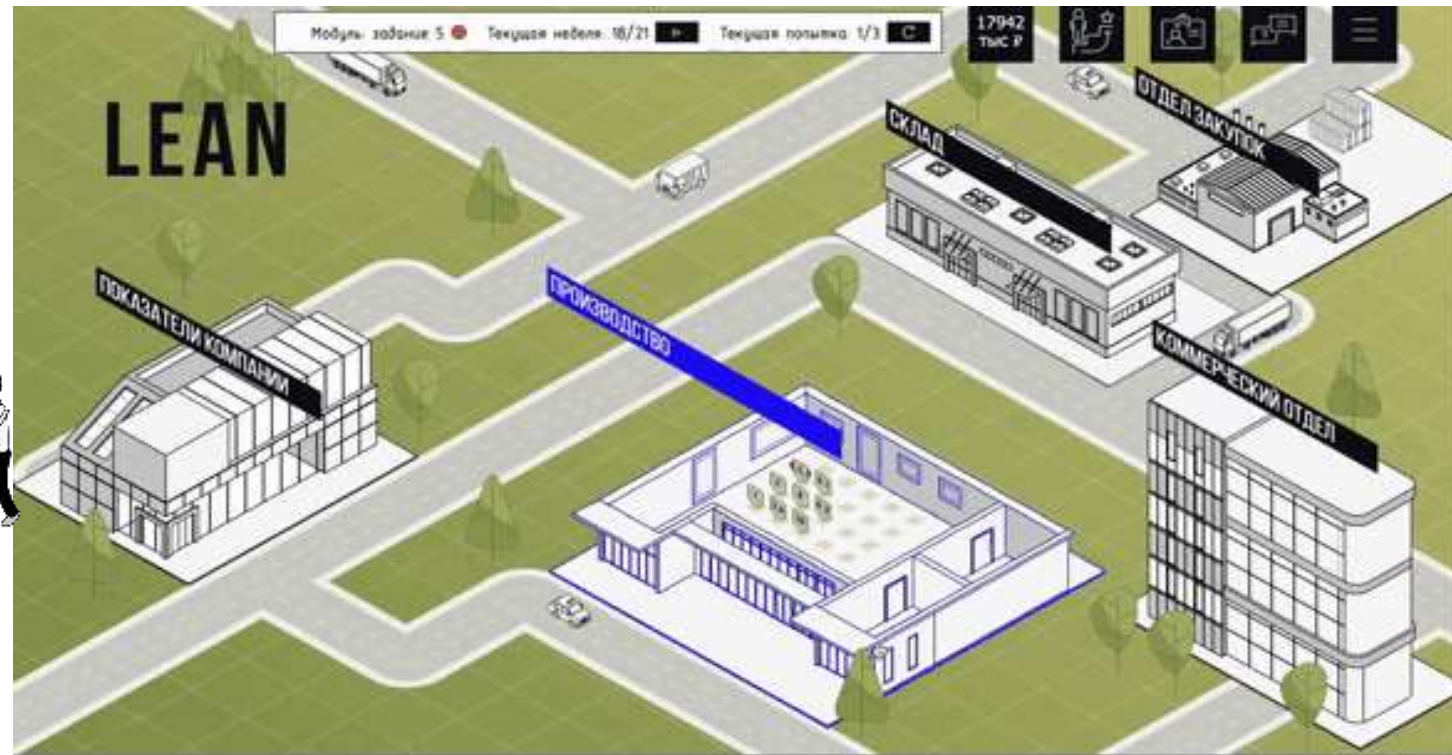 Модуль: задание 5 Текущая неделя: 18/21 Текущая попытка: 1/3
17942
ТЫС ₽
LEAN
СКЛАД
ОТДЕЛ ЗАКУПОК
ПОКАЗАТЕЛИ КОМПАНИИ
ПРОИЗВОДСТВО
КОММЕРЧЕСКИЙ ОТДЕЛ